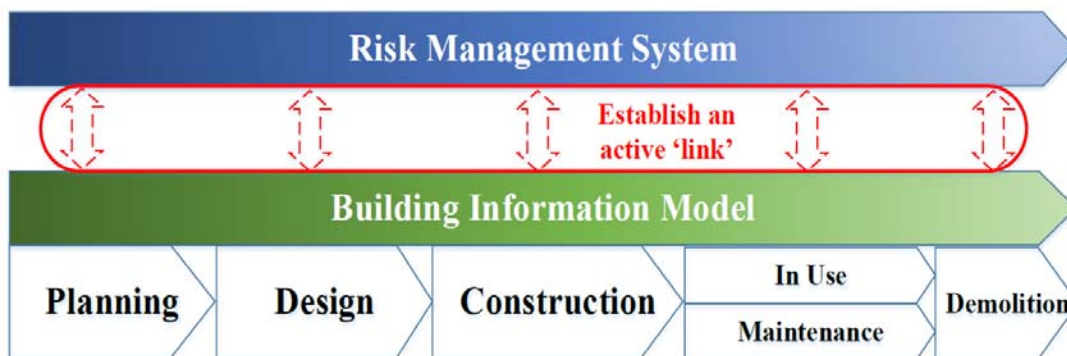 Risk Management System
Establish an
active ‘link’
Building Information Model
Planning
Design
Construction
In Use
Maintenance
Demolition